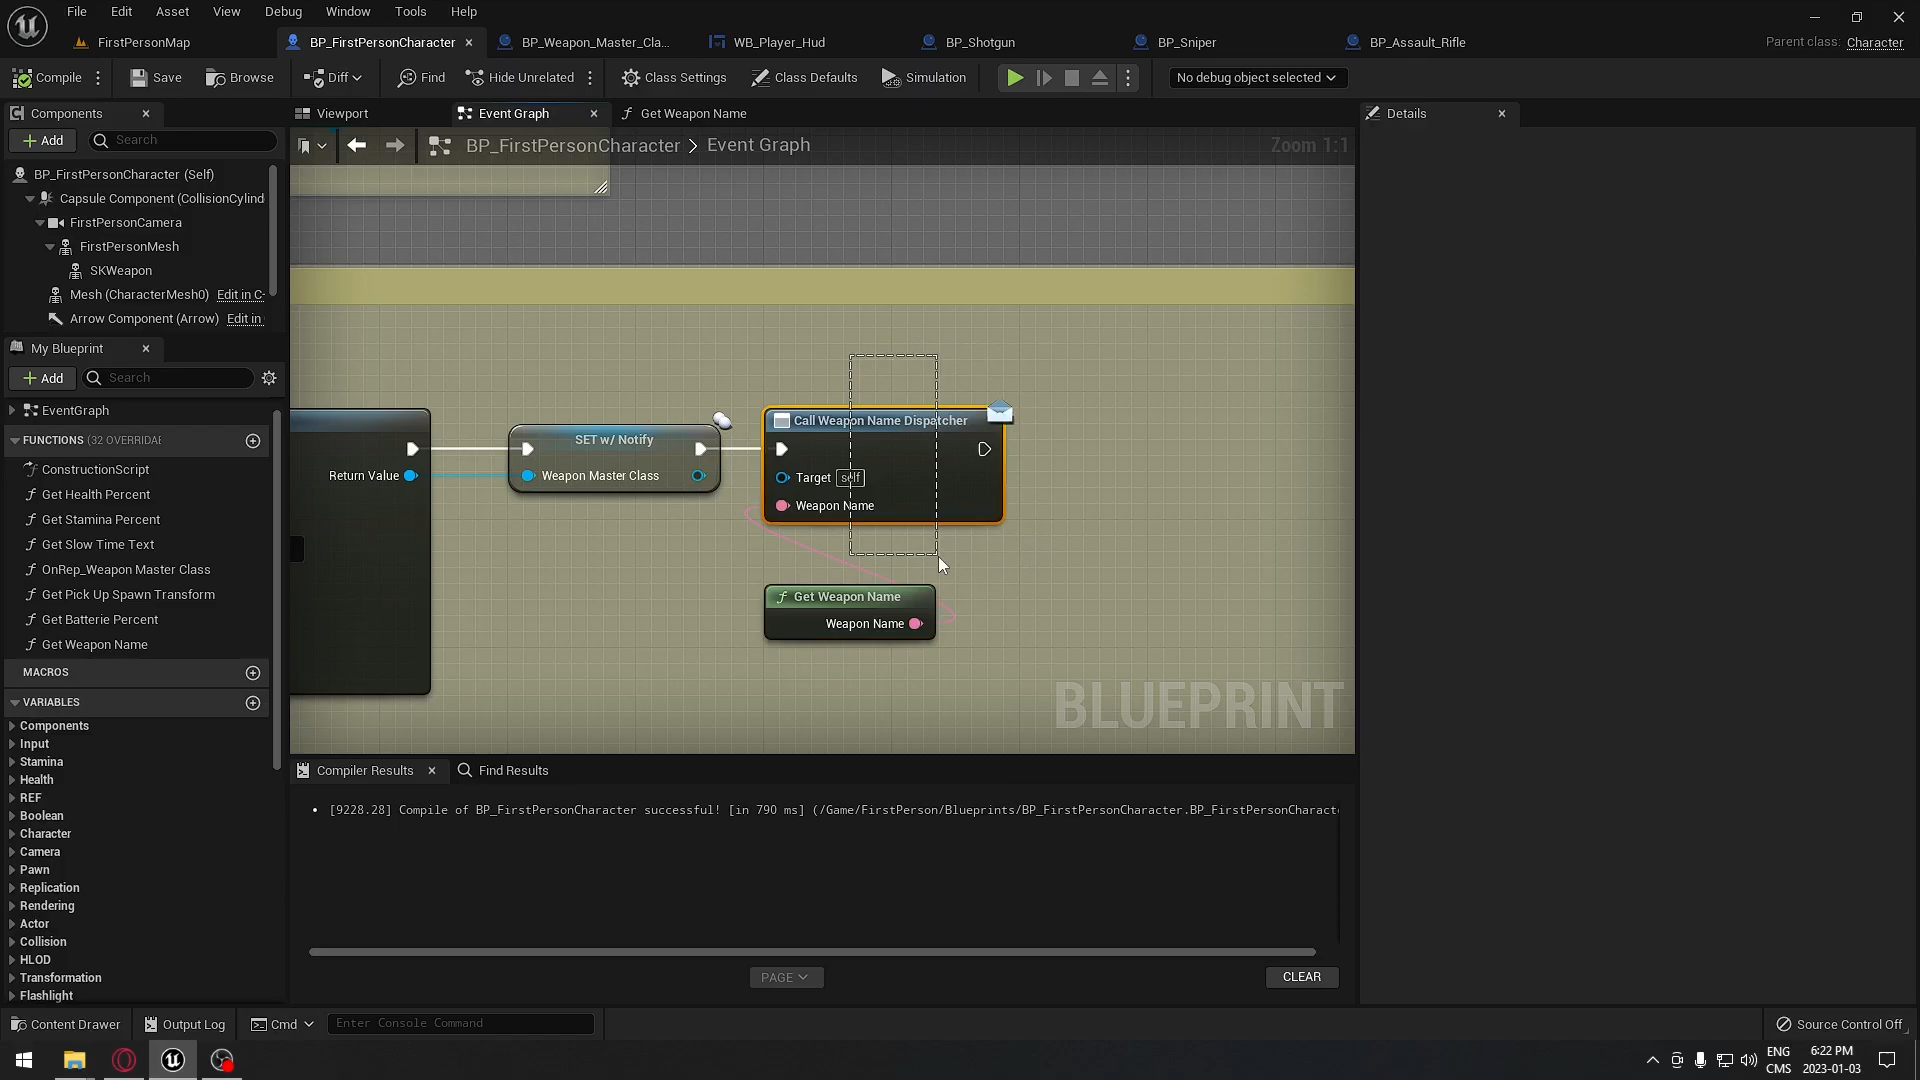 File Edit Asset View Debug Window Tools Help
FirstPersonMap
BP_FirstPersonCharacter
BP_Weapon_Master_Cla...
WB_Player_Hud
BP_Shotgun
BP_Sniper
BP_Assault_Rifle
Parent class: Character
Compile
Save
Browse
Diff
Find
Hide Unrelated
Class Settings
Class Defaults
Simulation
No debug object selected
Components
Add
Search
BP_FirstPersonCharacter (Self)
Capsule Component (CollisionCylind
FirstPersonCamera
FirstPersonMesh
SKWeapon
Mesh (CharacterMesh0) Edit in C-
Arrow Component (Arrow) Edit in
My Blueprint
Add
Search
EventGraph
FUNCTIONS (32 OVERRIDAE
ConstructionScript
Get Health Percent
Get Stamina Percent
Get Slow Time Text
OnRep_Weapon Master Class
Get Pick Up Spawn Transform
Get Batterie Percent
Get Weapon Name
MACROS
VARIABLES
Components
Input
Stamina
Health
REF
Boolean
Character
Camera
Pawn
Replication
Rendering
Actor
Collision
HLOD
Transformation
Flashlight
Viewport
Event Graph
Get Weapon Name
BP_FirstPersonCharacter > Event Graph
Zoom 1:1
Return Value
SET w/ Notify
Weapon Master Class
Call Weapon Name Dispatcher
Target self
Weapon Name
Get Weapon Name
Weapon Name
BLUEPRINT
Compiler Results
Find Results
[9228.28] Compile of BP_FirstPersonCharacter successful! [in 790 ms] (/Game/FirstPerson/Blueprints/BP_FirstPersonCharacter.BP_FirstPersonCharacte
PAGE
CLEAR
Details
Content Drawer
Output Log
Cmd
Enter Console Command
Source Control Off
ENG
CMS
6:22 PM
2023-01-03